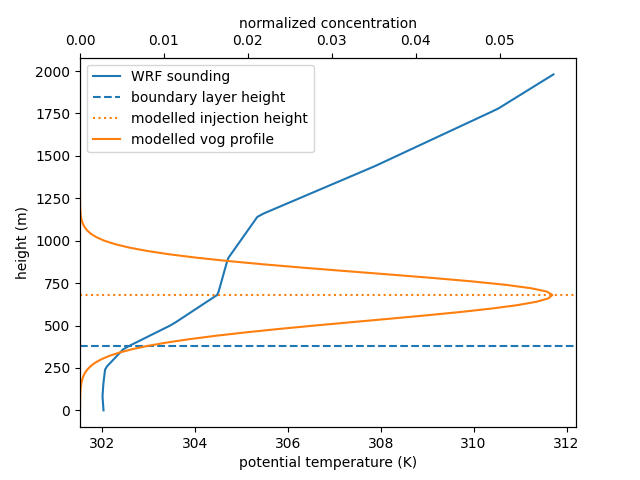 normalized concentration
0.00 0.01 0.02 0.03 0.04 0.05
WRF sounding
boundary layer height
modelled injection height
modelled vog profile
2000
1750
1500
1250
1000
750
500
250
0
height (m)
302 304 306 308 310 312
potential temperature (K)